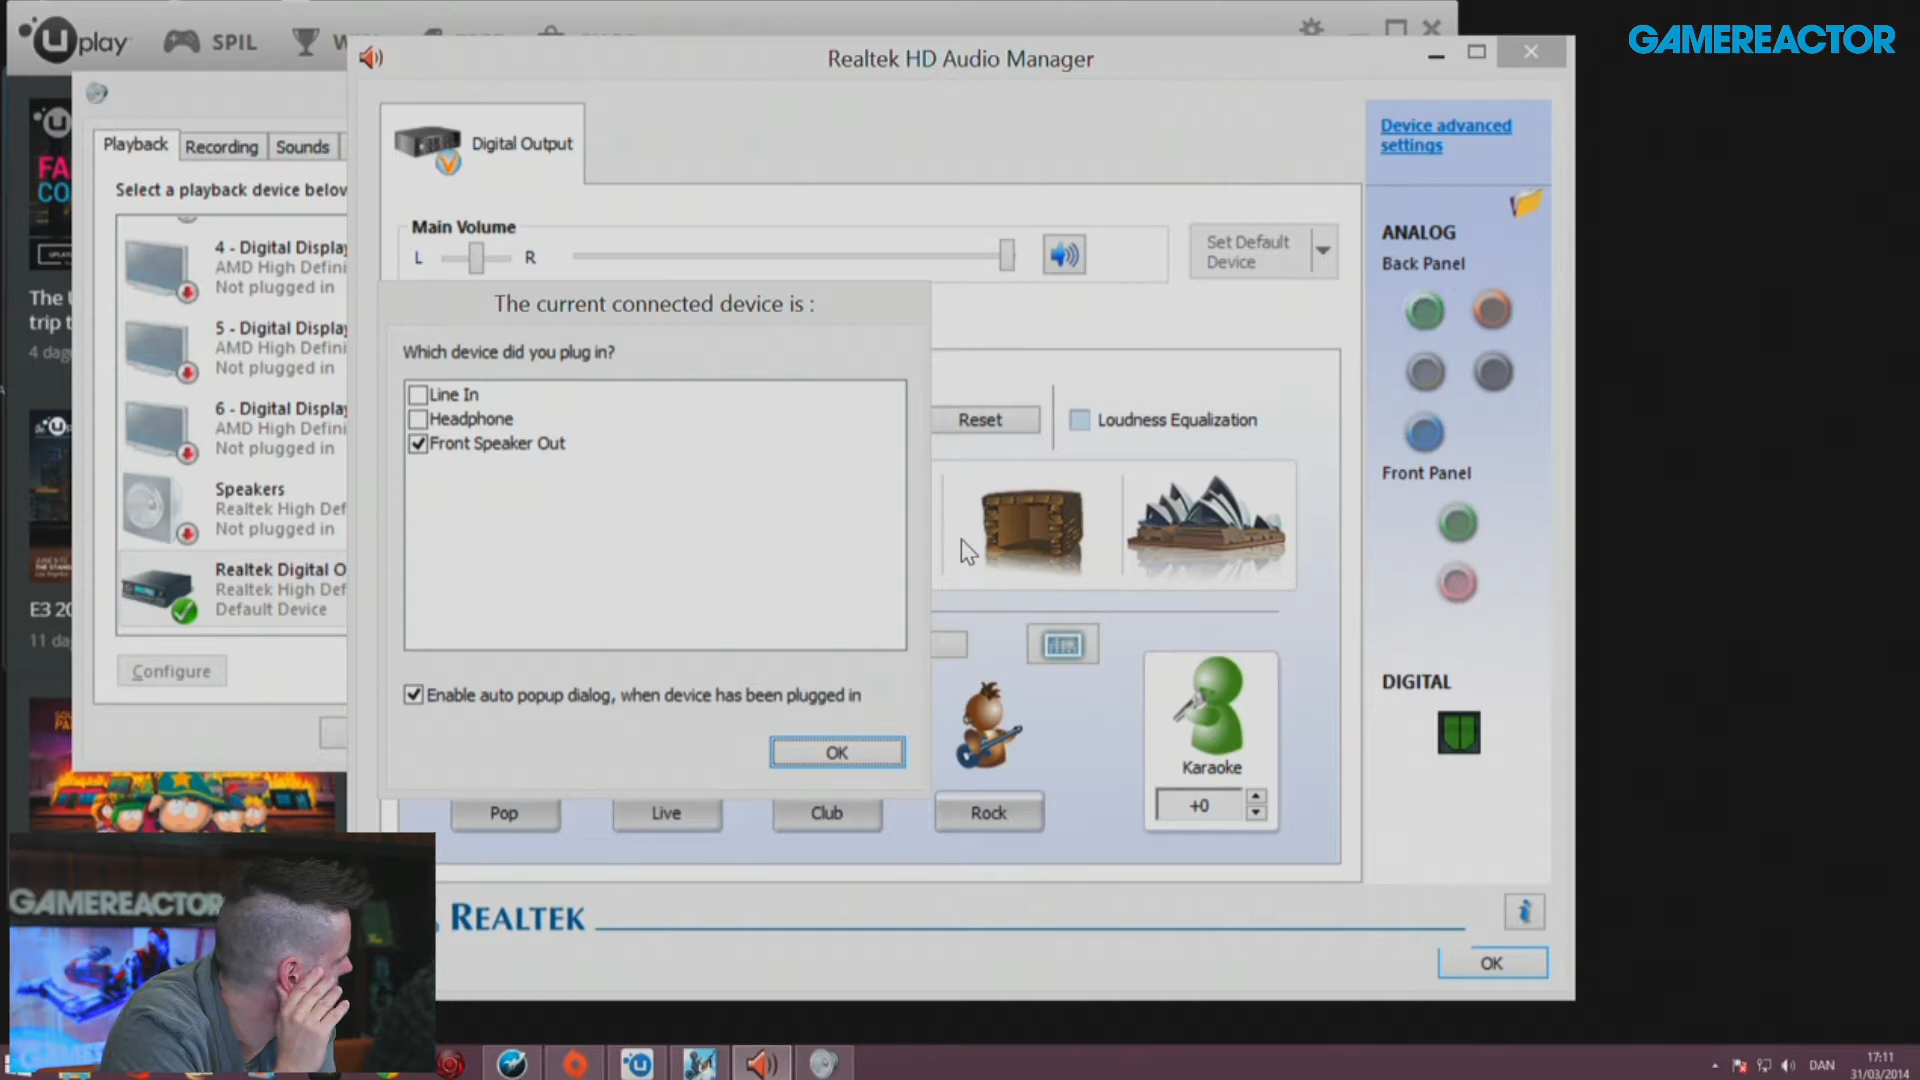 uplay
SPIL
GAMEREACTOR
Realtek HD Audio Manager
Playback
Recording
Sounds
Digital Output
Device advanced
settings
Select a playback device below
4 - Digital Display
AMD High Defini
Not plugged in
5 - Digital Display
AMD High Defini
Not plugged in
6 - Digital Display
AMD High Defini
Not plugged in
Speakers
Realtek High Def
Not plugged in
Realtek Digital O
Realtek High Def
Default Device
Configure
Main Volume
L
R
Set Default
Device
The current connected device is :
Which device did you plug in?
Line In
Headphone
Front Speaker Out
Enable auto popup dialog, when device has been plugged in
OK
Reset
Loudness Equalization
Karaoke
+0
Pop
Live
Club
Rock
ANALOG
Back Panel
Front Panel
DIGITAL
REALTEK
OK
FA
CO
The
trip t
4 dag
E3 20
11 da
GAMEREACTOR
DAN
17:11
31/03/2014